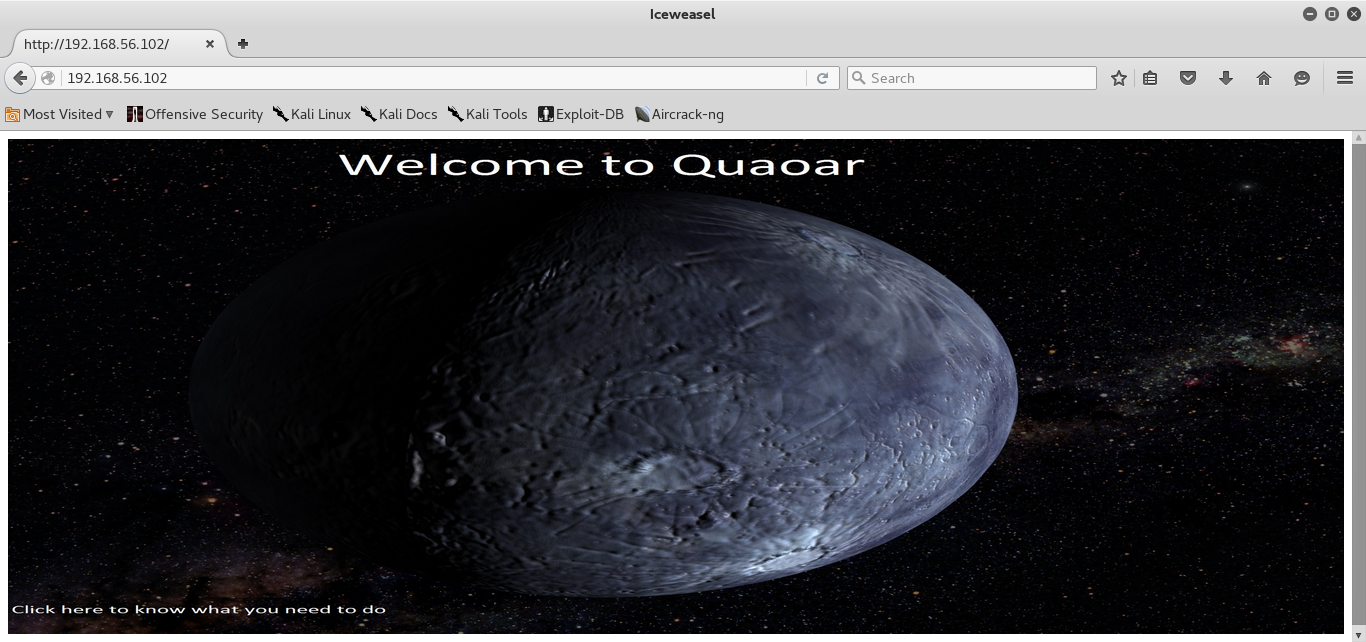 Iceweasel
http://192.168.56.102/
192.168.56.102
Search
Most Visited Offensive Security Kali Linux Kali Docs Kali Tools Exploit-DB Aircrack-ng
Welcome to Quaoar
Click here to know what you need to do